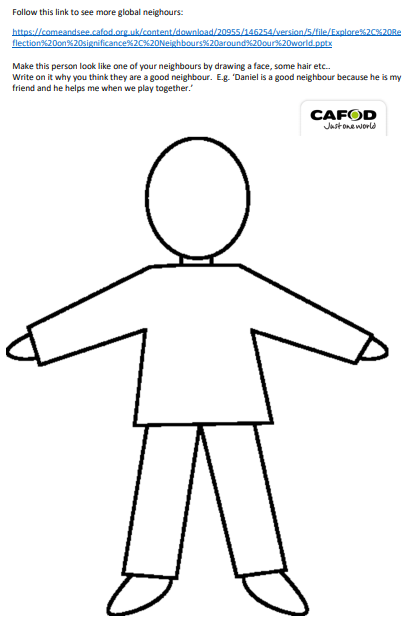 Follow this link to see more global neighours:
https://comeandsee.cafod.org.uk/content/download/20955/146254/version/5/file/Explore%2C%20Re
flection%20on%20significance%2C%20Neighbours%20around%20our%20world.pptx
Make this person look like one of your neighbours by drawing a face, some hair etc..
Write on it why you think they are a good neighbour. E.g. ‘Daniel is a good neighbour because he is my
friend and he helps me when we play together.’
CAFOD
Just one world